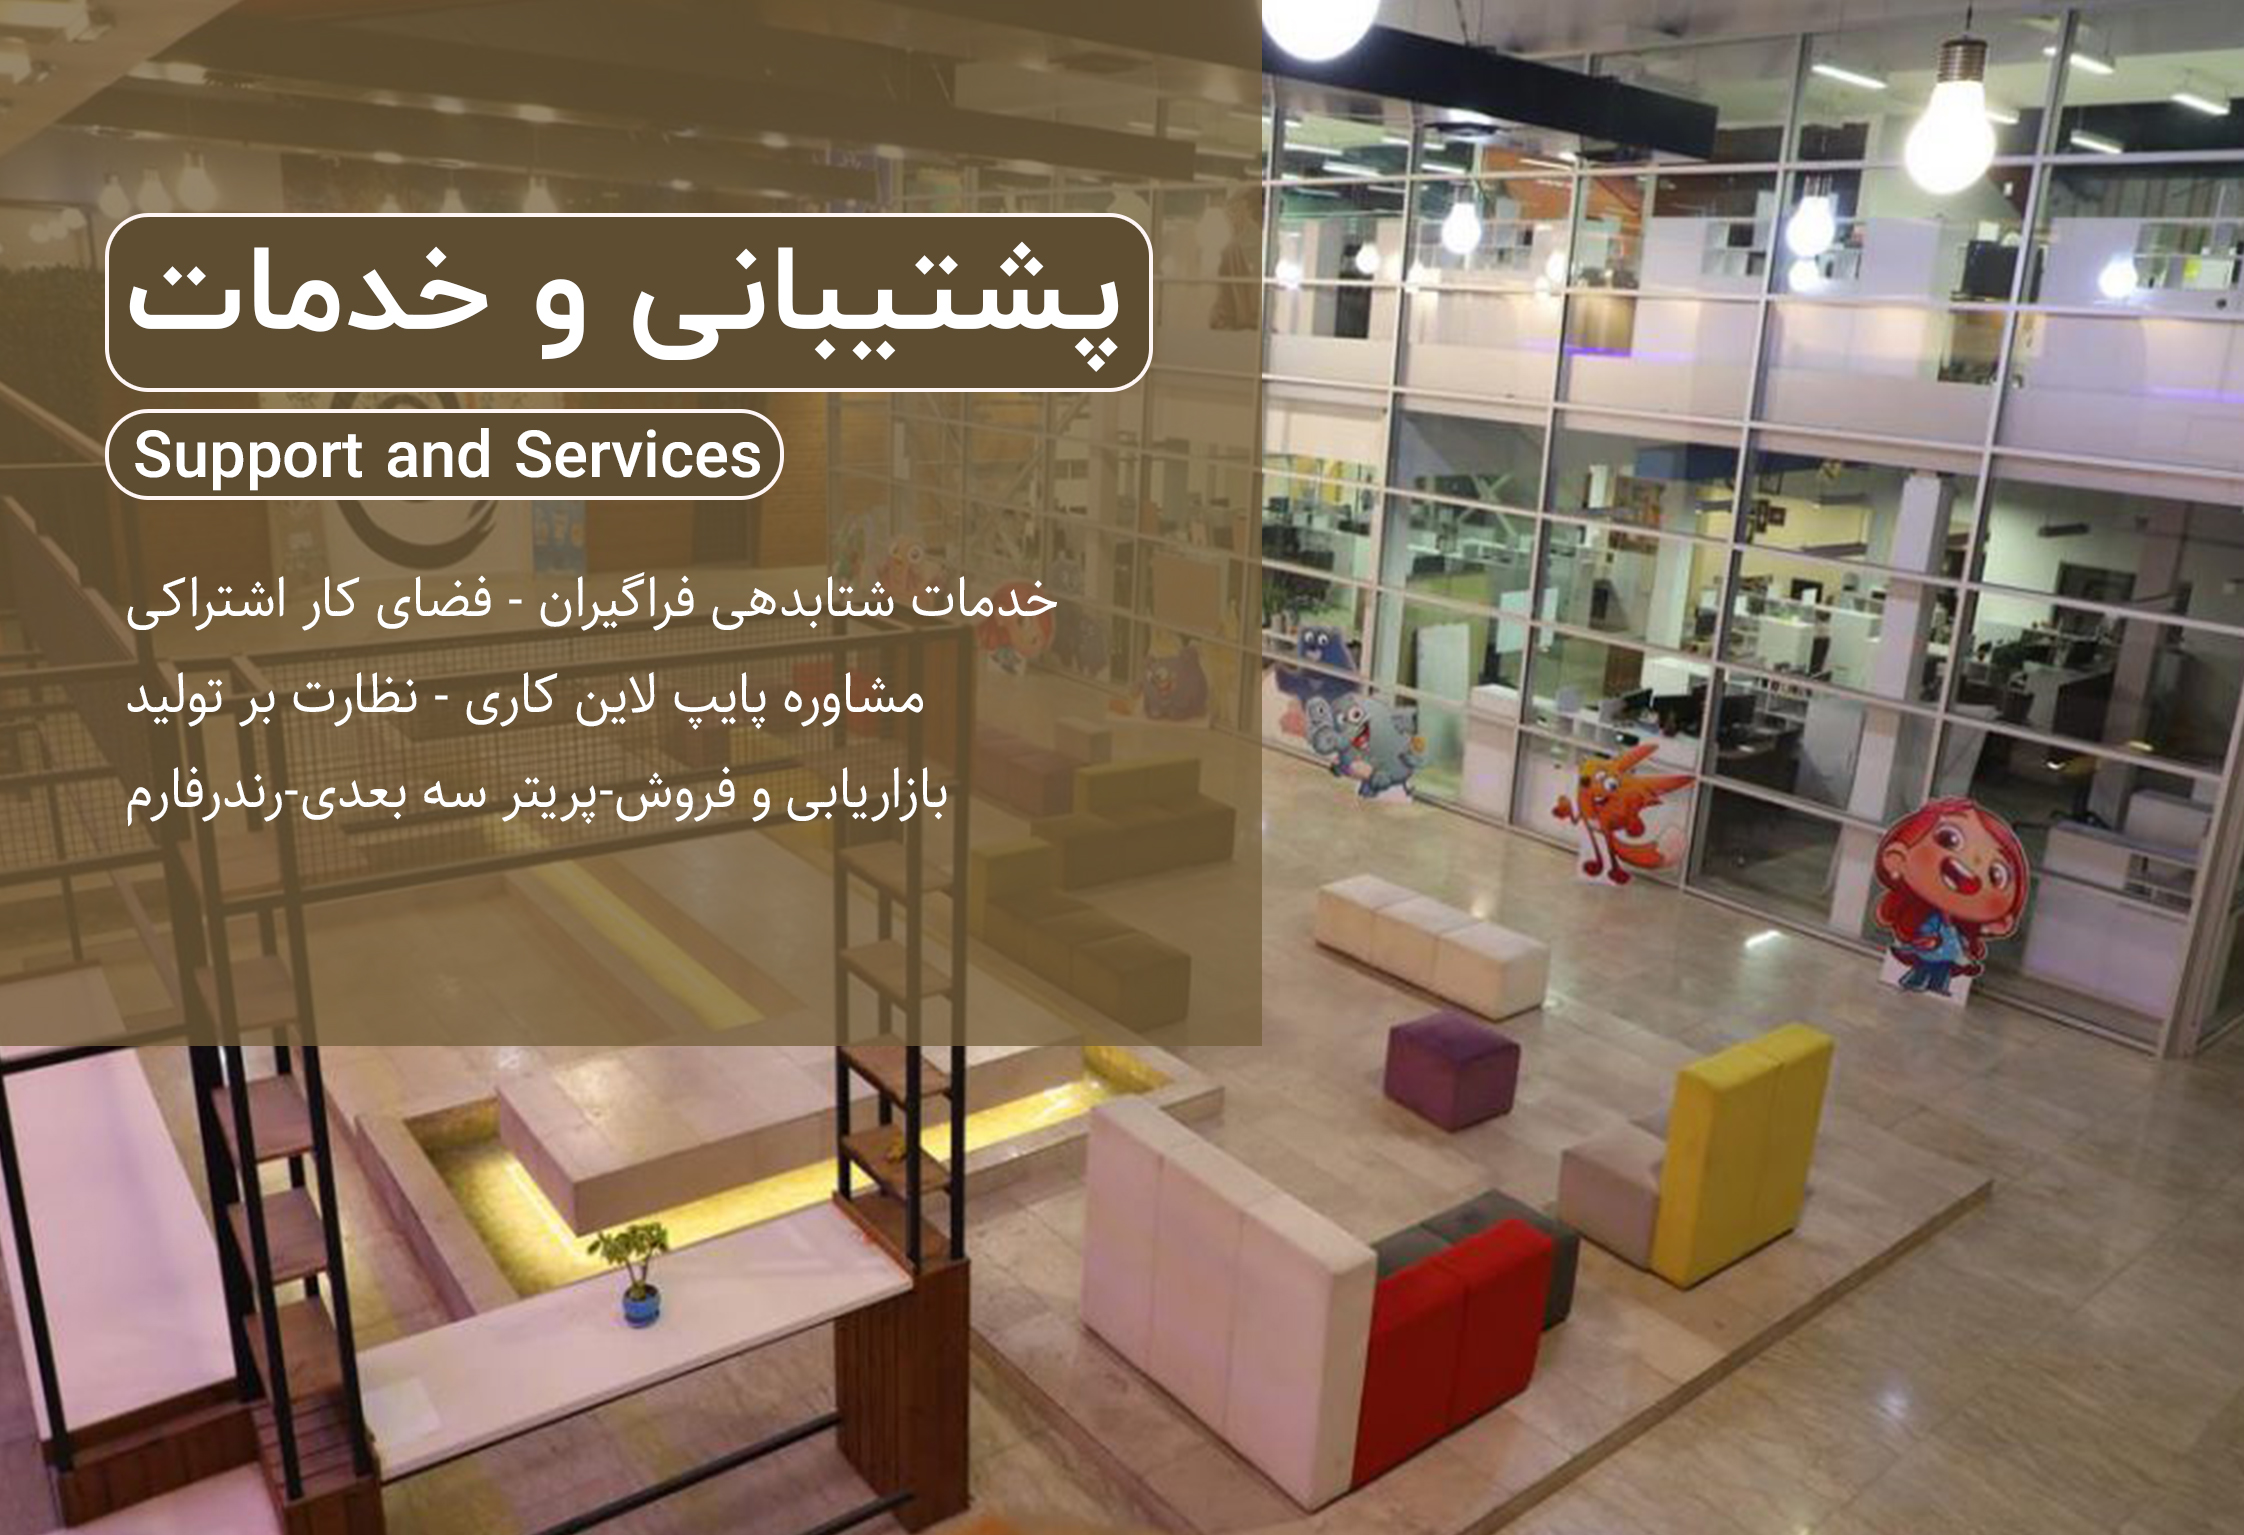 پشتیبانی و خدمات
Support and Services
خدمات شتابدهی فراگیران - فضای کار اشتراکی
مشاوره پایپ لاین کاری - نظارت بر تولید
بازاریابی و فروش-پریتر سه بعدی-رندرفارم